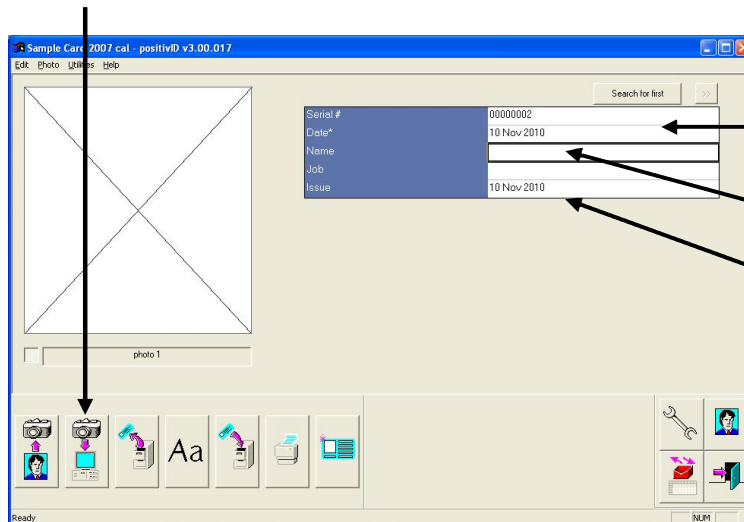 Sample Card 2007 cal - positivID v3.00.017
Edit Photo Utilities Help
Search for first >>
Serial # 00000002
Date* 10 Nov 2010
Name
Job
Issue 10 Nov 2010
photo 1
Aa
Ready NUM